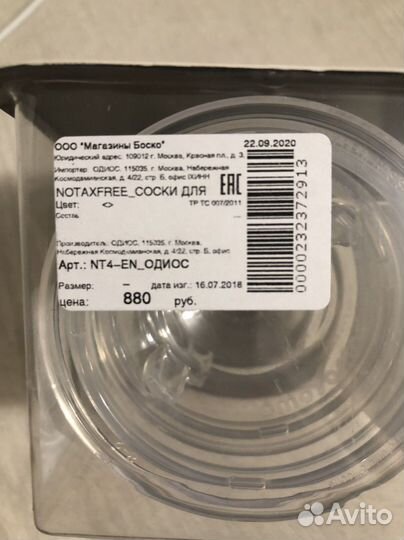 ООО "Магазины Боско" 22.09.2020
Юридический адрес: 109012 г. Москва, Красная пл., д. 3,
Импортер: ОДИОС, 115035, г. Москва, Набережная
Космодамианская, д. 4/22, стр. Б, офис IXИНН
NOTAXFREE_СОСКИ ДЛЯ EAC
Цвет: <> ТР ТС 007/2011
Состав:
Производитель: ОДИОС, 115035, г. Москва,
Набережная Космодамианская, д. 4/22, стр. Б, офис
Арт.: NT4-EN_ОДИОС
Размер: – дата изг.: 16.07.2018
цена: 880 руб.
0000232372913
Avito